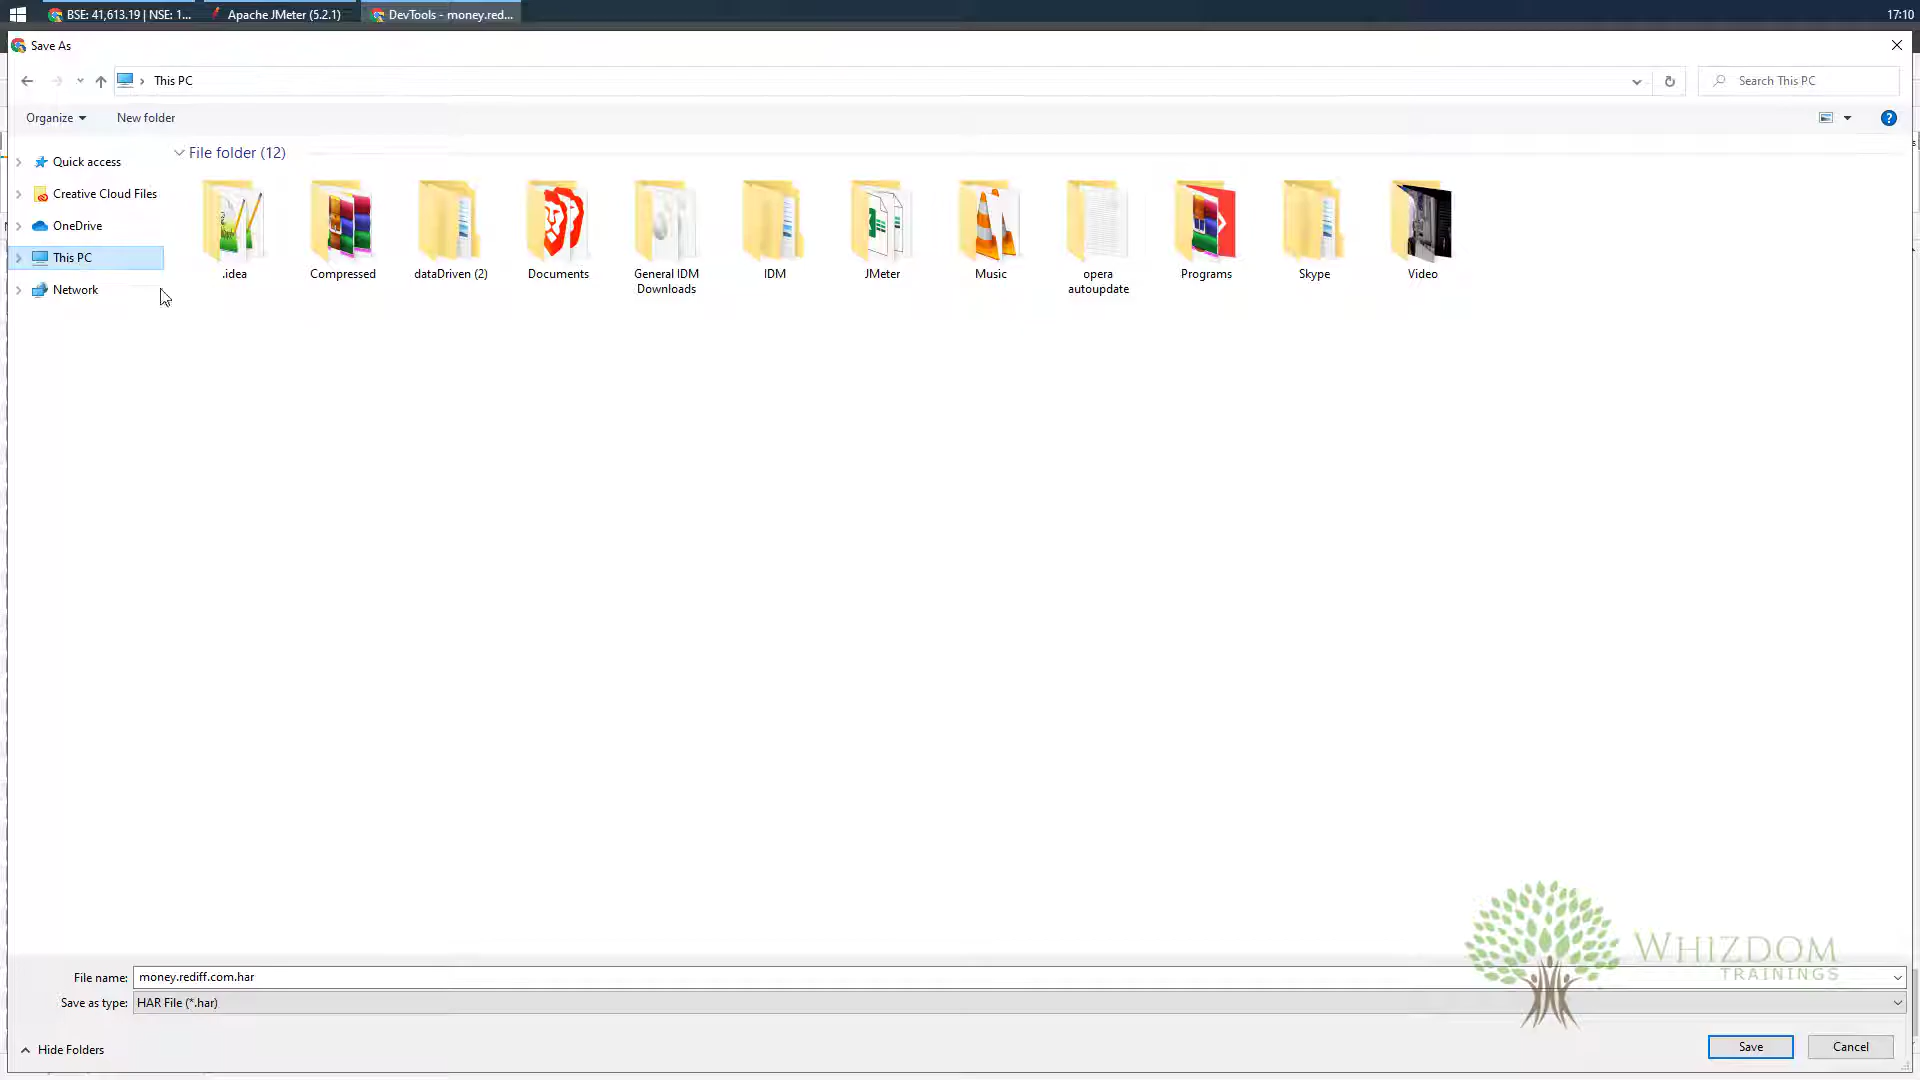 BSE: 41,613.19 | NSE: 1...
Apache JMeter (5.2.1)
DevTools - money.red...
17:10
Save As
This PC
Search This PC
Organize
New folder
File folder (12)
Quick access
Creative Cloud Files
OneDrive
This PC
Network
.idea
Compressed
dataDriven (2)
Documents
General IDM
Downloads
IDM
JMeter
Music
opera
autoupdate
Programs
Skype
Video
WHIZDOM
TRAININGS
File name: money.rediff.com.har
Save as type: HAR File (*.har)
Hide Folders
Save
Cancel